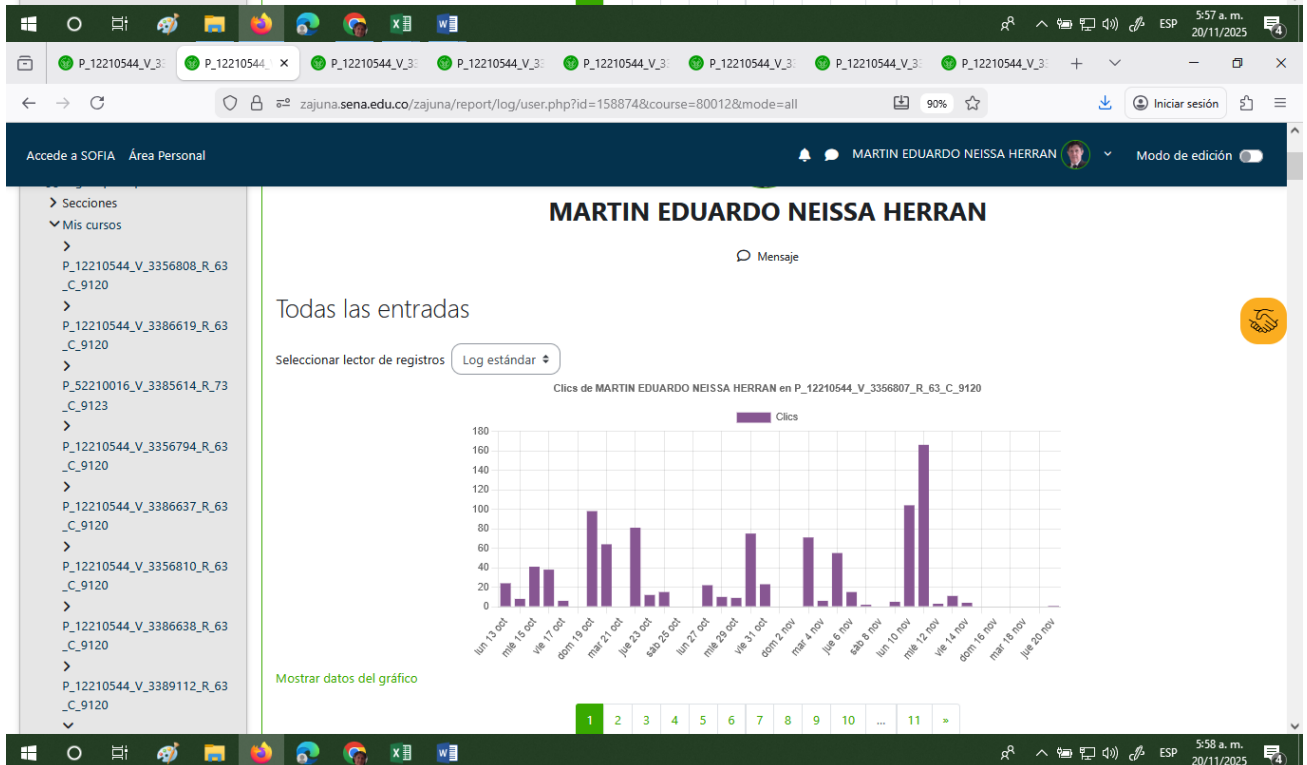 ESP
5:57 a. m.
20/11/2025
4
P_12210544_V_3
P_12210544_
P_12210544_V_3
P_12210544_V_3
P_12210544_V_3
P_12210544_V_3
P_12210544_V_3
P_12210544_V_3
zajuna.sena.edu.co/zajuna/report/log/user.php?id=158874&course=80012&mode=all
90%
Iniciar sesión
Accede a SOFIA Área Personal
MARTIN EDUARDO NEISSA HERRAN
Modo de edición
Secciones
Mis cursos
P_12210544_V_3356808_R_63
_C_9120
P_12210544_V_3386619_R_63
_C_9120
P_52210016_V_3385614_R_73
_C_9123
P_12210544_V_3356794_R_63
_C_9120
P_12210544_V_3386637_R_63
_C_9120
P_12210544_V_3356810_R_63
_C_9120
P_12210544_V_3386638_R_63
_C_9120
P_12210544_V_3389112_R_63
_C_9120
MARTIN EDUARDO NEISSA HERRAN
Mensaje
Todas las entradas
Seleccionar lector de registros Log estándar
Clics de MARTIN EDUARDO NEISSA HERRAN en P_12210544_V_3356807_R_63_C_9120
Clics
180
160
140
120
100
80
60
40
20
0
lun 13 oct
mié 15 oct
vie 17 oct
dom 19 oct
mar 21 oct
jue 23 oct
sáb 25 oct
lun 27 oct
mié 29 oct
vie 31 oct
dom 2 nov
mar 4 nov
jue 6 nov
sáb 8 nov
lun 10 nov
mié 12 nov
vie 14 nov
dom 16 nov
mar 18 nov
jue 20 nov
Mostrar datos del gráfico
1 2 3 4 5 6 7 8 9 10 ... 11 »
ESP
5:58 a. m.
20/11/2025
4